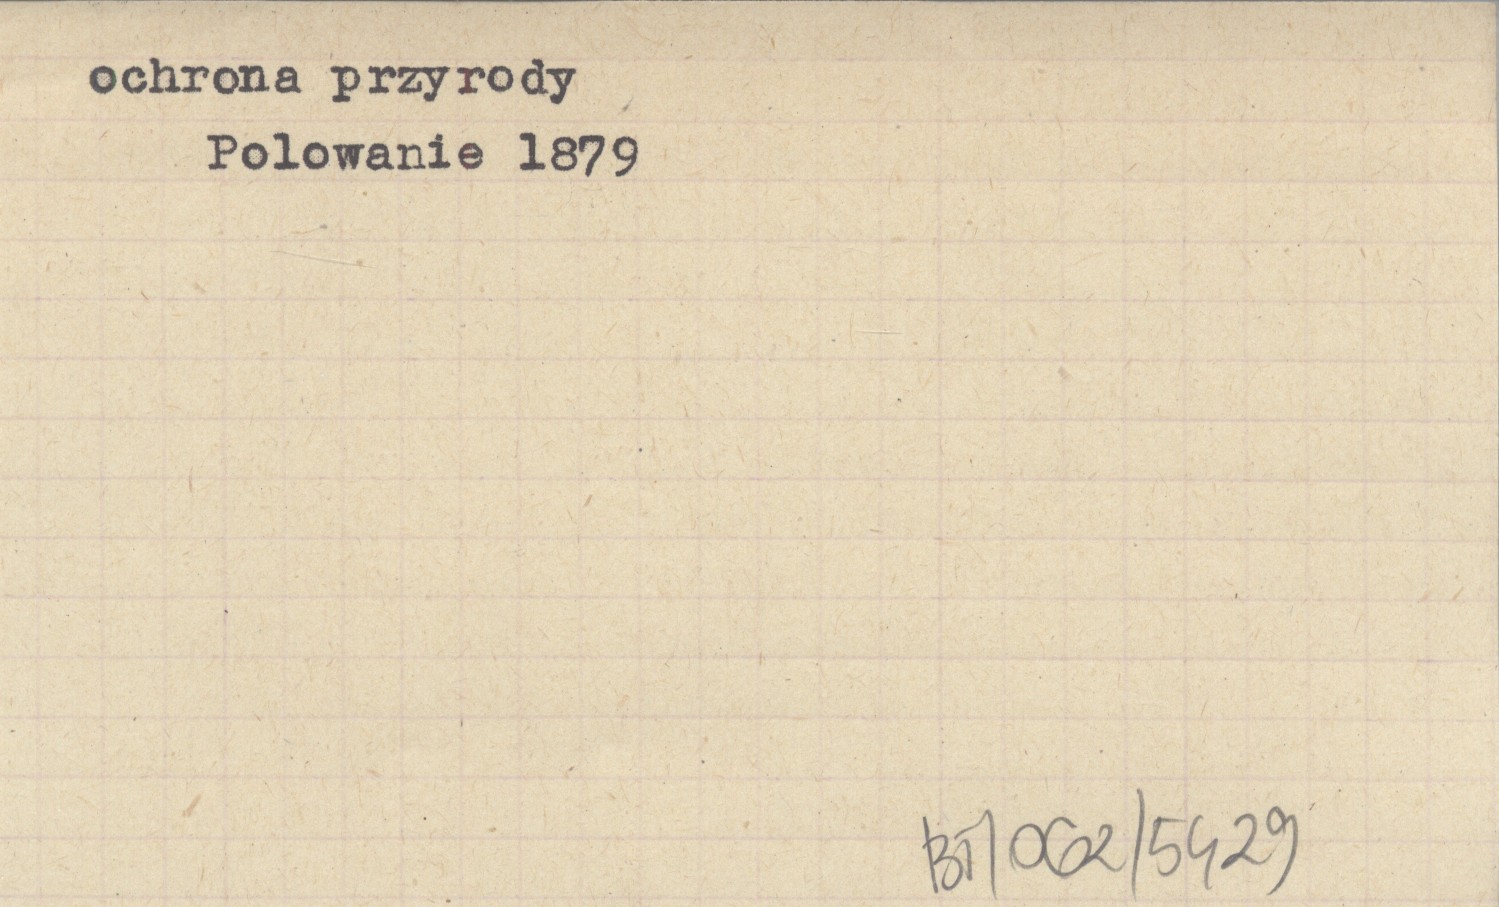 ochrona przyrody
Polowanie 1879
BT/062/5429